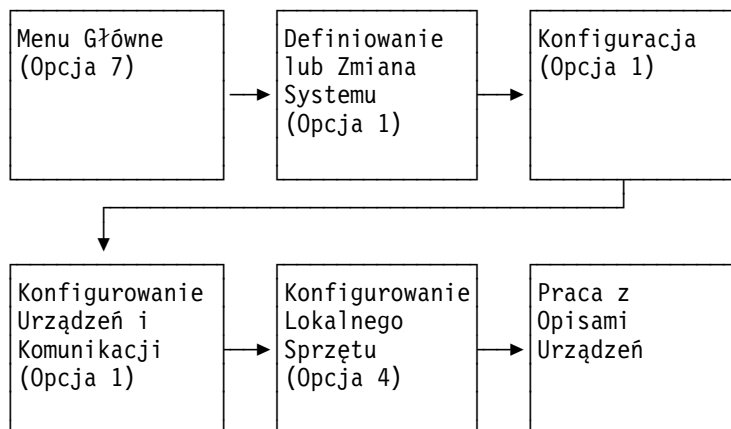 Menu Główne
(Opcja 7)
Definiowanie
lub Zmiana
Systemu
(Opcja 1)
Konfiguracja
(Opcja 1)
Konfigurowanie
Urządzeń i
Komunikacji
(Opcja 1)
Konfigurowanie
Lokalnego
Sprzętu
(Opcja 4)
Praca z
Opisami
Urządzeń